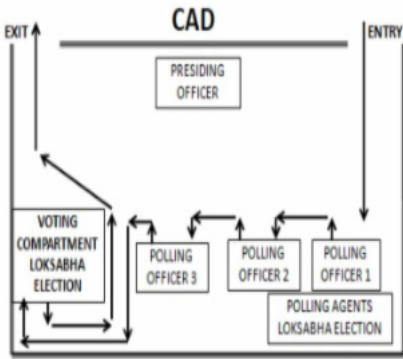 CAD
EXIT
ENTRY
PRESIDING
OFFICER
VOTING
COMPARTMENT
LOKSABHA
ELECTION
POLLING
OFFICER 3
POLLING
OFFICER 2
POLLING
OFFICER 1
POLLING AGENTS
LOKSABHA ELECTION